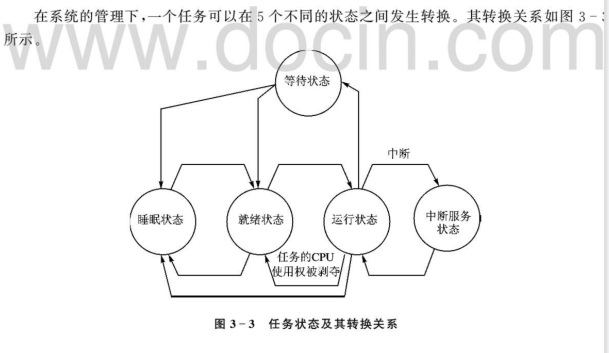 在系统的管理下,一个任务可以在5个不同的状态之间发生转换。其转换关系如图3-
所示。
www.docin.com
等待状态
中断
睡眠状态
就绪状态
运行状态
中断服务
状态
任务的CPU
使用权被剥夺
图3-3 任务状态及其转换关系